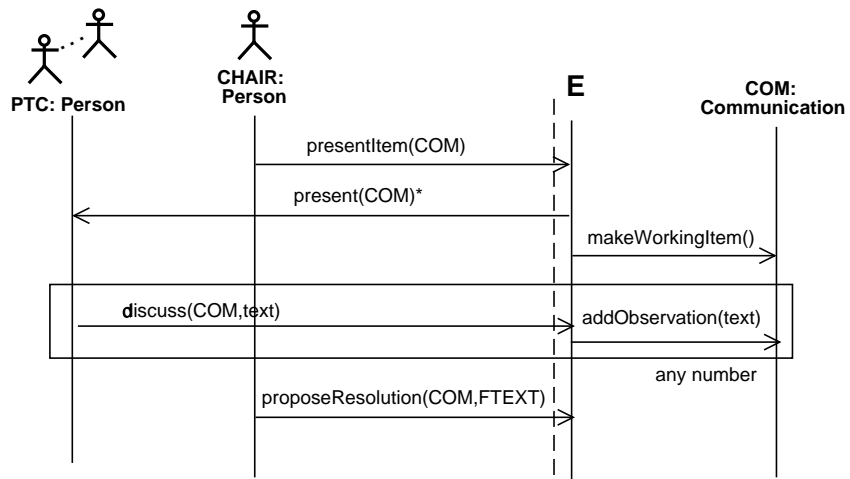 CHAIR:
Person
PTC: Person
E
COM:
Communication
presentItem(COM)
present(COM)*
makeWorkingItem()
discuss(COM,text)
addObservation(text)
any number
proposeResolution(COM,FTEXT)